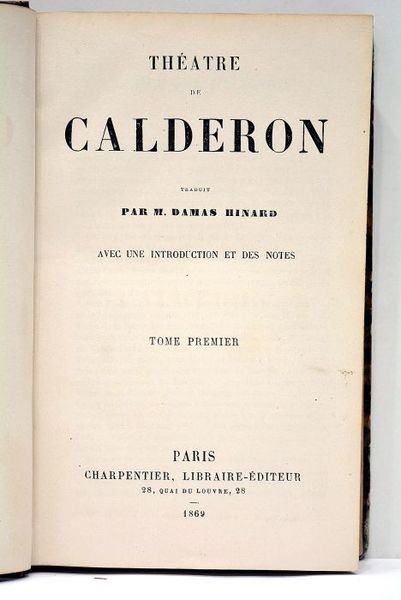 THÉATRE
DE
CALDERON
TRADUIT
PAR M. DAMAS HINARD
AVEC UNE INTRODUCTION ET DES NOTES
TOME PREMIER
PARIS
CHARPENTIER, LIBRAIRE-ÉDITEUR
28, QUAI DU LOUVRE, 28
—
1869